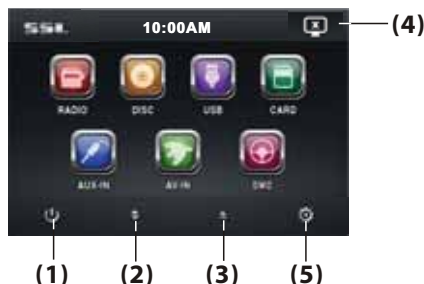 SSL 10:00AM (4)
RADIO DISC USB CARD
AUX-IN AV-IN SWC
(1) (2) (3) (5)